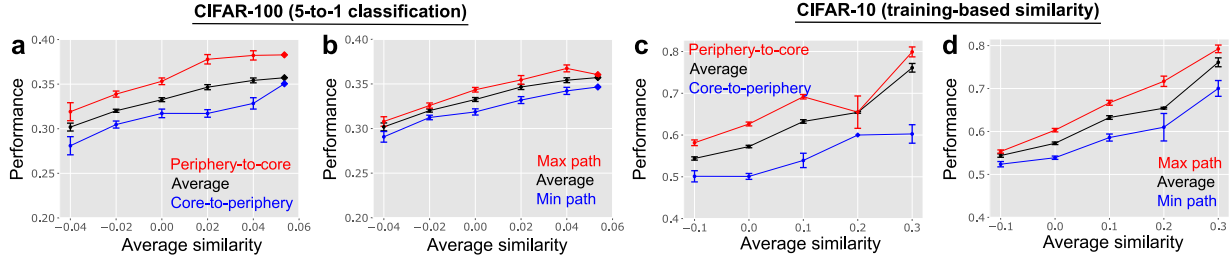 CIFAR-100 (5-to-1 classification)
CIFAR-10 (training-based similarity)
a
Performance
0.40
0.35
0.30
0.25
0.20
Periphery-to-core
Average
Core-to-periphery
−0.04 −0.02 0.00 0.02 0.04 0.06
Average similarity
b
Performance
0.40
0.35
0.30
0.25
0.20
Max path
Average
Min path
−0.04 −0.02 0.00 0.02 0.04 0.06
Average similarity
c
Performance
0.8
0.7
0.6
0.5
0.4
Periphery-to-core
Average
Core-to-periphery
−0.1 0.0 0.1 0.2 0.3
Average similarity
d
Performance
0.8
0.7
0.6
0.5
0.4
Max path
Average
Min path
−0.1 0.0 0.1 0.2 0.3
Average similarity